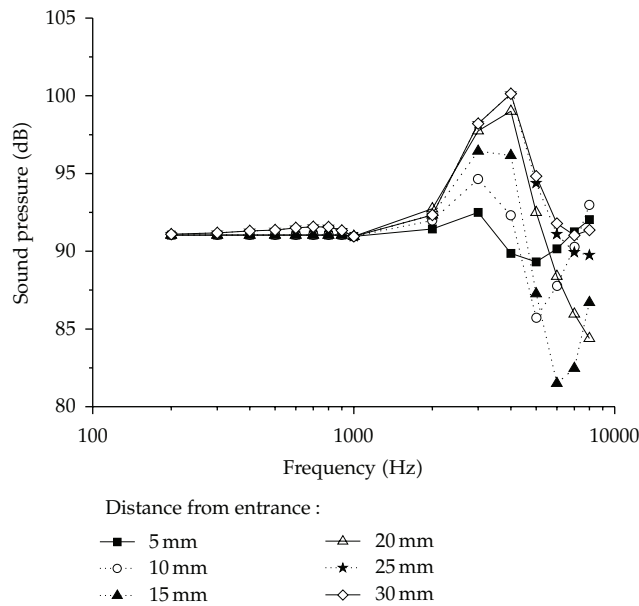 105
100
95
90
85
80
Sound pressure (dB)
100
1000
10000
Frequency (Hz)
Distance from entrance :
5 mm
10 mm
15 mm
20 mm
25 mm
30 mm